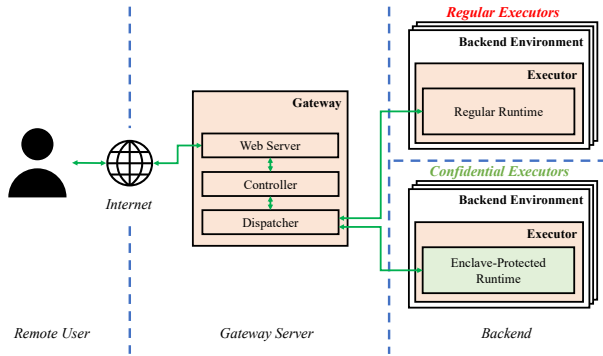 Regular Executors
Backend Environment
Executor
Regular Runtime
Gateway
Web Server
Controller
Dispatcher
Internet
Confidential Executors
Backend Environment
Executor
Enclave-Protected
Runtime
Remote User
Gateway Server
Backend